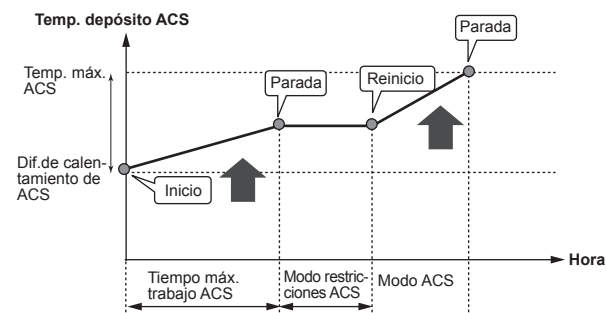 Temp. depósito ACS
Parada
Temp. máx.
ACS
Parada
Reinicio
Dif.de calen-
tamiento de
ACS
Inicio
Hora
Tiempo máx.
trabajo ACS
Modo restric-
ciones ACS
Modo ACS